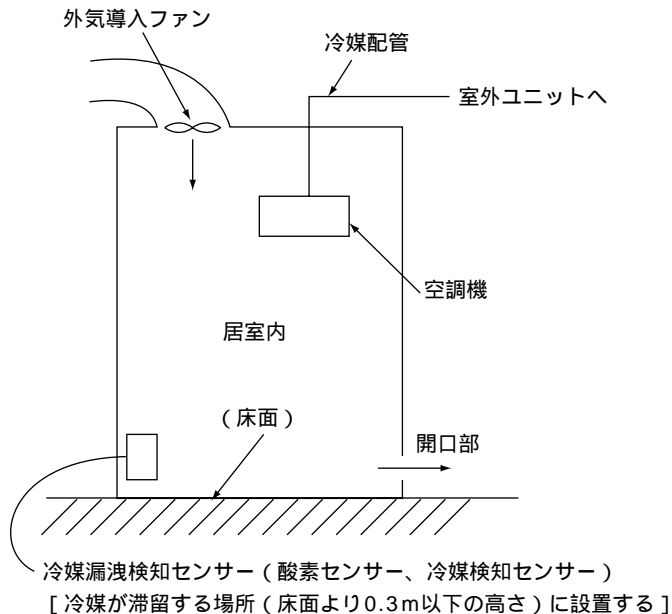 外気導入ファン
冷媒配管
室外ユニットへ
空調機
居室内
(床面)
開口部
冷媒漏洩検知センサー(酸素センサー、冷媒検知センサー)
[冷媒が滞留する場所(床面より0.3m以下の高さ)に設置する]